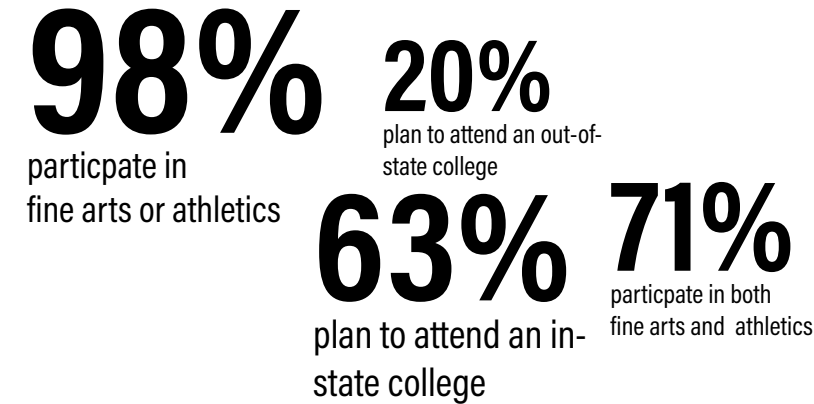 98%
particpate in
fine arts or athletics
20%
plan to attend an out-of-
state college
63%
plan to attend an in-
state college
71%
particpate in both
fine arts and  athletics